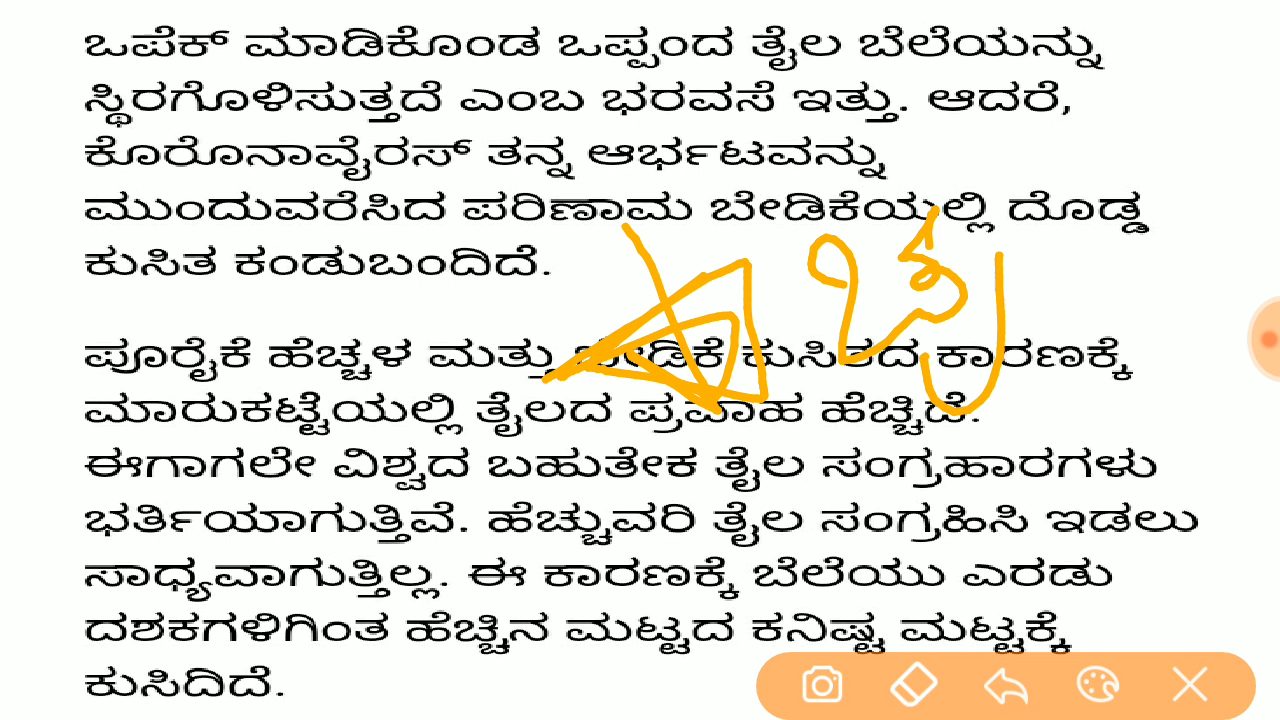 ಒಪೆಕ್ ಮಾಡಿಕೊಂಡ ಒಪ್ಪಂದ ತೈಲ ಬೆಲೆಯನ್ನು
ಸ್ಥಿರಗೊಳಿಸುತ್ತದೆ ಎಂಬ ಭರವಸೆ ಇತ್ತು. ಆದರೆ,
ಕೊರೊನಾವೈರಸ್ ತನ್ನ ಆರ್ಭಟವನ್ನು
ಮುಂದುವರೆಸಿದ ಪರಿಣಾಮ ಬೇಡಿಕೆಯಲ್ಲಿ ದೊಡ್ಡ
ಕುಸಿತ ಕಂಡುಬಂದಿದೆ.
ಪೂರೈಕೆ ಹೆಚ್ಚಳ ಮತ್ತು ಬೇಡಿಕೆ ಕುಸಿತದ ಕಾರಣಕ್ಕೆ
ಮಾರುಕಟ್ಟೆಯಲ್ಲಿ ತೈಲದ ಪ್ರವಾಹ ಹೆಚ್ಚಿದೆ.
ಈಗಾಗಲೇ ವಿಶ್ವದ ಬಹುತೇಕ ತೈಲ ಸಂಗ್ರಹಾರಗಳು
ಭರ್ತಿಯಾಗುತ್ತಿವೆ. ಹೆಚ್ಚುವರಿ ತೈಲ ಸಂಗ್ರಹಿಸಿ ಇಡಲು
ಸಾಧ್ಯವಾಗುತ್ತಿಲ್ಲ. ಈ ಕಾರಣಕ್ಕೆ ಬೆಲೆಯು ಎರಡು
ದಶಕಗಳಿಗಿಂತ ಹೆಚ್ಚಿನ ಮಟ್ಟದ ಕನಿಷ್ಟ ಮಟ್ಟಕ್ಕೆ
ಕುಸಿದಿದೆ.